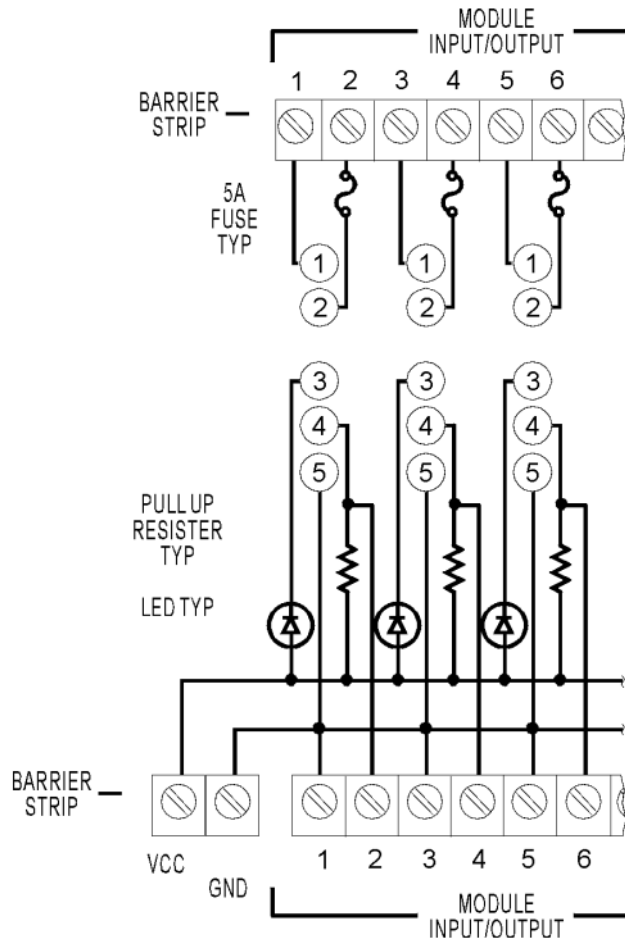 MODULE
INPUT/OUTPUT
1 2 3 4 5 6
BARRIER
STRIP
5A
FUSE
TYP
1 1 1
2 2 2
3 3 3
4 4 4
5 5 5
PULL UP
RESISTER
TYP
LED TYP
BARRIER
STRIP
VCC
GND
1 2 3 4 5 6
MODULE
INPUT/OUTPUT